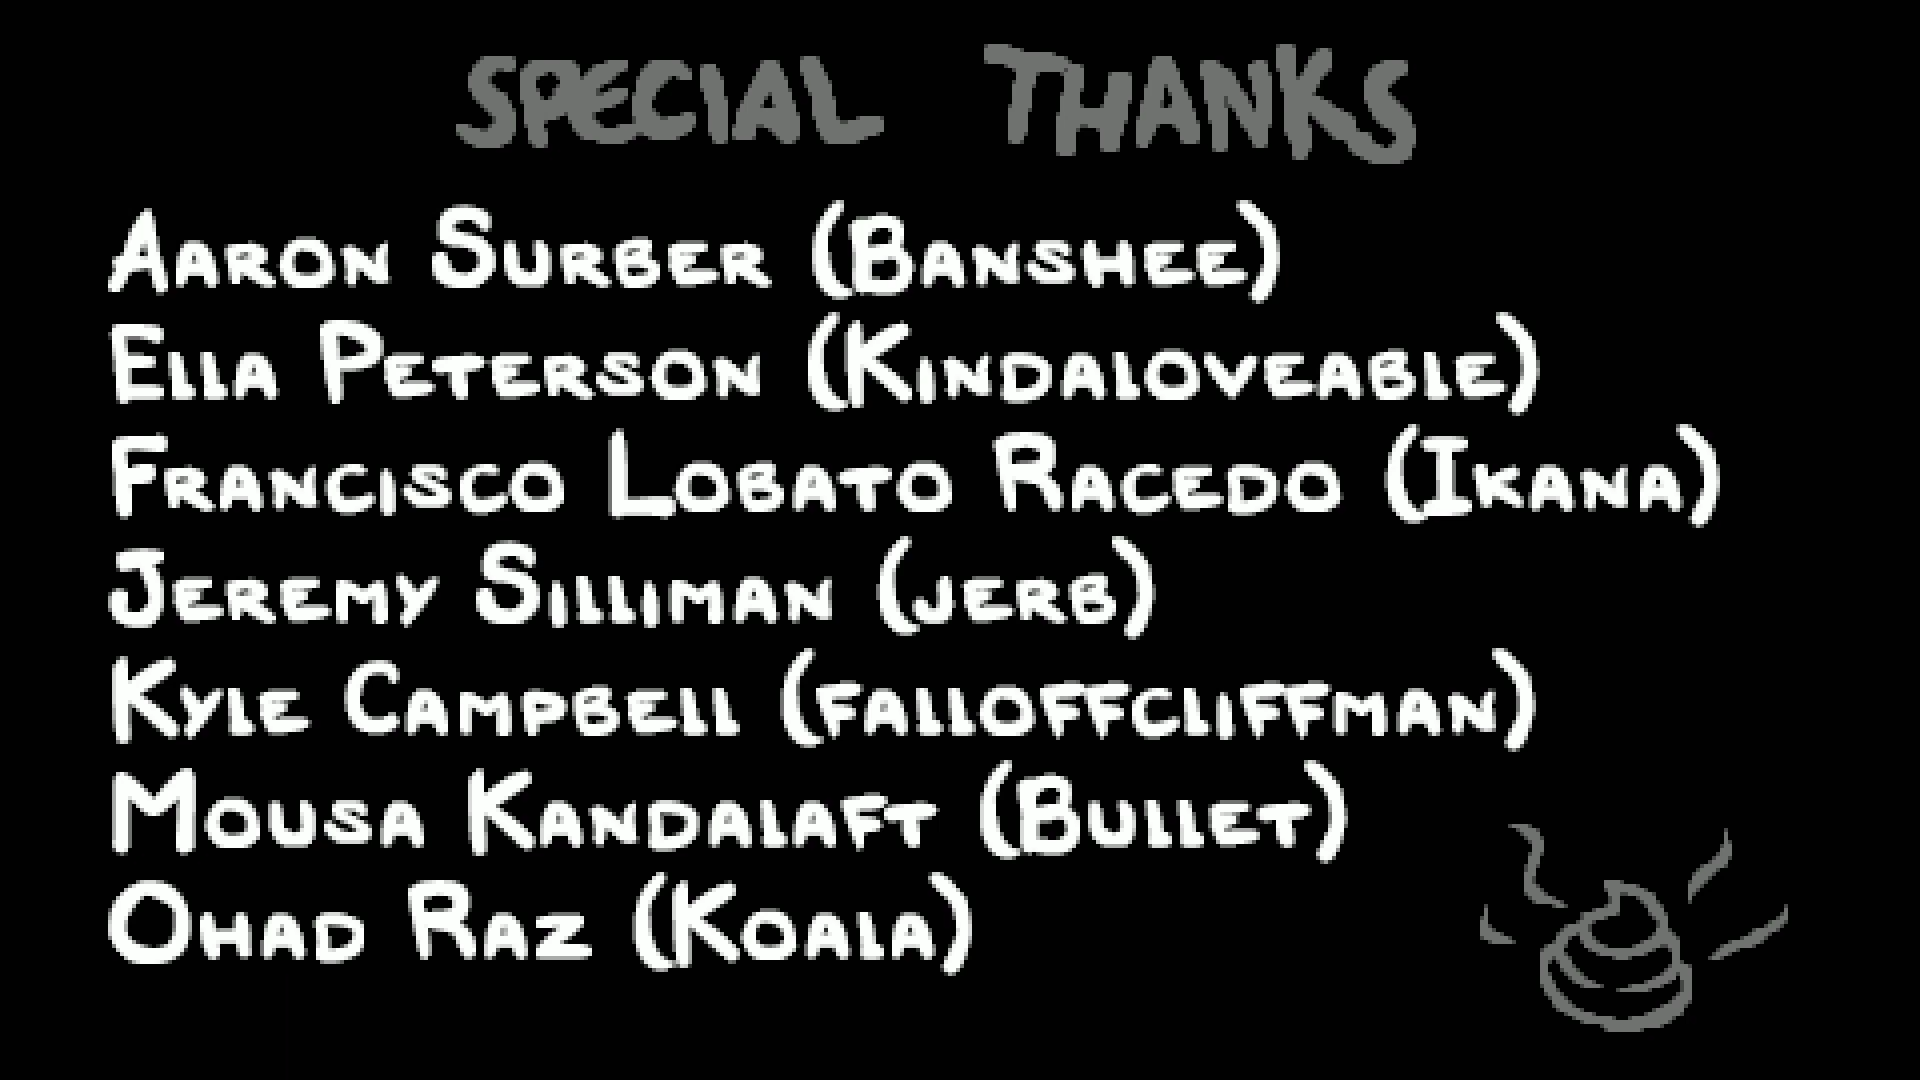 SPECIAL THANKS
Aaron Surber (Banshee)
Ella Peterson (Kindaloveable)
Francisco Lobato Racedo (Ikana)
Jeremy Silliman (jerb)
Kyle Campbell (falloffcliffman)
Mousa Kandalaft (Bullet)
Ohad Raz (Koala)